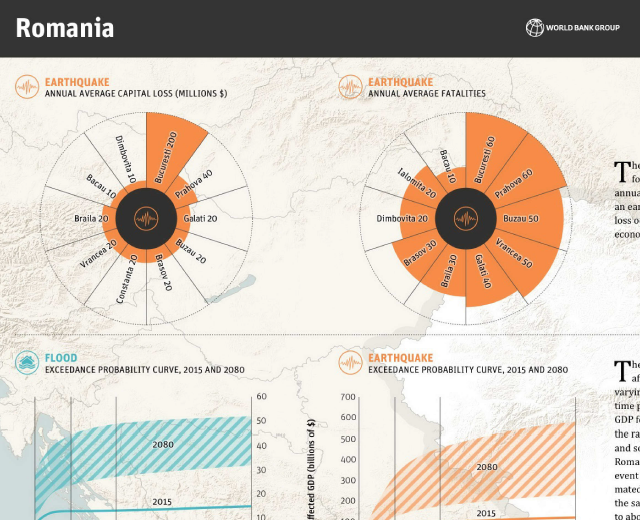 Romania
WORLD BANK GROUP
EARTHQUAKE
ANNUAL AVERAGE CAPITAL LOSS (MILLIONS $)
Bucuresti 200
Prahova 40
Galati 20
Buzau 20
Brasov 20
Constanta 20
Vrancea 20
Braila 20
Bacau 10
Dimbovita 10
EARTHQUAKE
ANNUAL AVERAGE FATALITIES
Bucuresti 60
Prahova 60
Buzau 50
Vrancea 50
Galati 40
Braila 30
Brasov 30
Dimbovita 20
Ialomita 20
Bacau 10
The
fo
annua
an ear
loss o
econo
FLOOD
EXCEEDANCE PROBABILITY CURVE, 2015 AND 2080
60
50
40
30
20
10
2080
2015
EARTHQUAKE
EXCEEDANCE PROBABILITY CURVE, 2015 AND 2080
ffected GDP (billions of $)
700
600
500
400
300
200
100
2080
2015
The
af
varyin
time p
GDP fo
the ra
and so
Roma
event
mated
the sa
to abo